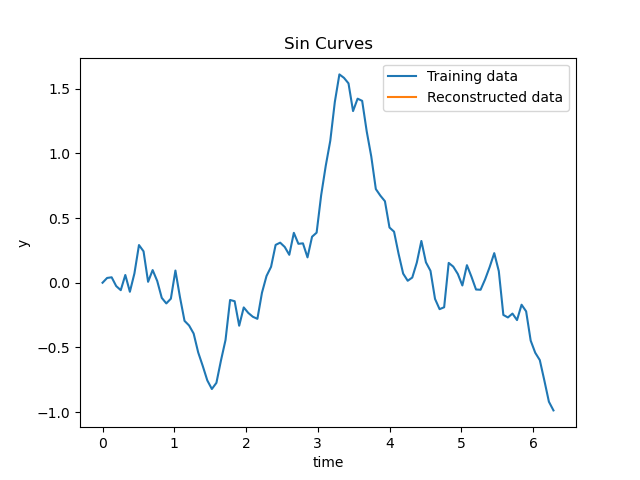 Sin Curves
Training data
Reconstructed data
y
1.5
1.0
0.5
0.0
−0.5
−1.0
0 1 2 3 4 5 6
time